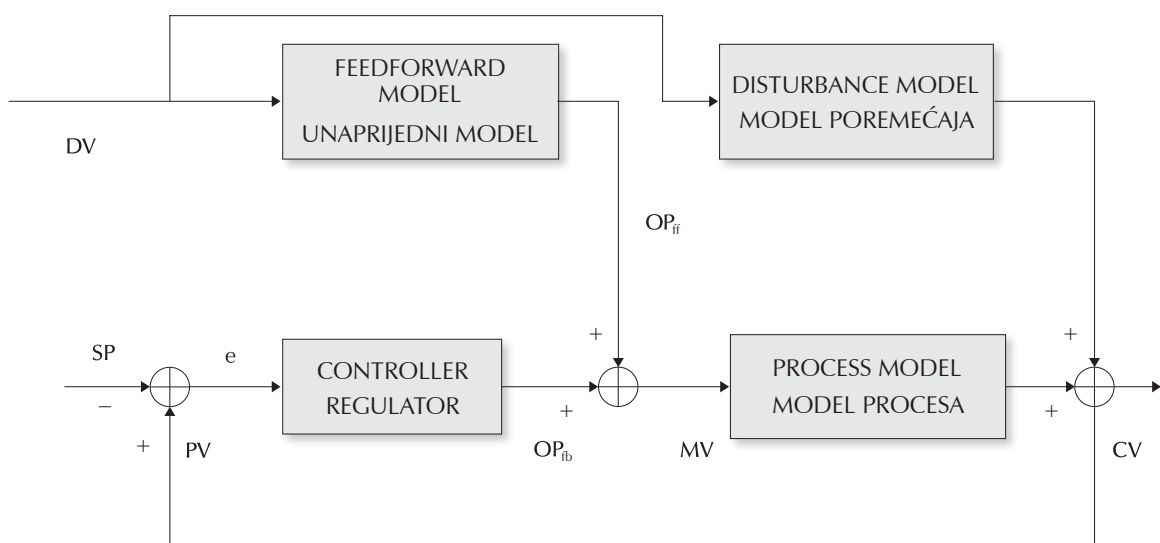 FEEDFORWARD
MODEL
UNAPRIJEDNI MODEL
DISTURBANCE MODEL
MODEL POREMEĆAJA
DV
OPff
+
+
SP
e
CONTROLLER
REGULATOR
PROCESS MODEL
MODEL PROCESA
−
+
+
+
PV
OPfb
MV
CV